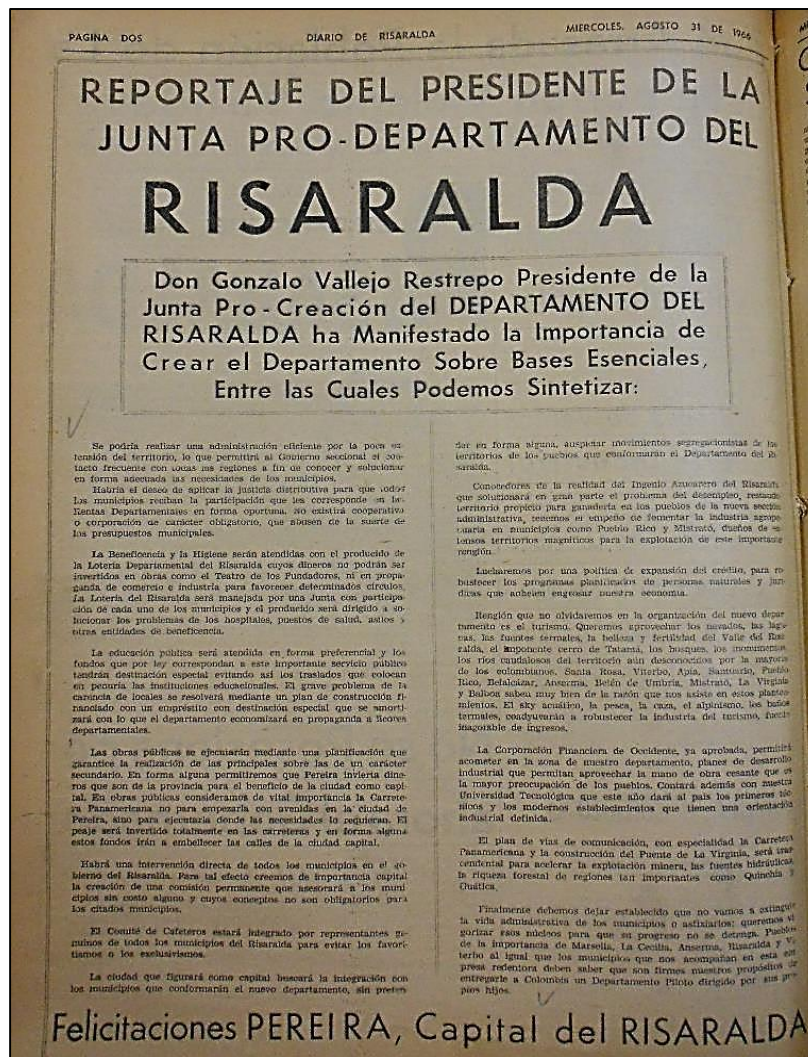 PAGINA DOS
DIARIO DE RISARALDA
MIERCOLES, AGOSTO 31 DE 1966
REPORTAJE DEL PRESIDENTE DE LA
JUNTA PRO-DEPARTAMENTO DEL
RISARALDA
Don Gonzalo Vallejo Restrepo Presidente de la
Junta Pro-Creación del DEPARTAMENTO DEL
RISARALDA ha Manifestado la Importancia de
Crear el Departamento Sobre Bases Esenciales,
Entre las Cuales Podemos Sintetizar:
Se podría realizar una administración eficiente por la poca ex-
tensión del territorio, lo que permitirá al Gobierno seccional el con-
tacto frecuente con todas las regiones a fin de conocer y solucionar
en forma adecuada las necesidades de los municipios.
Habría el deseo de aplicar la justicia distributiva para que todos
los municipios reciban la participación que les corresponde en las
Rentas Departamentales en forma oportuna. No existirá cooperativa
o corporación de carácter obligatorio, que abusen de la suerte de
los presupuestos municipales.
La Beneficencia y la Higiene serán atendidas con el producido de
la Lotería Departamental del Risaralda cuyos dineros no podrán ser
invertidos en obras como el Teatro de los Fundadores, ni en propa-
ganda de comercio e industria para favorecer determinados círculos.
La Lotería del Risaralda será manejada por una Junta con participa-
ción de cada uno de los municipios y el producido será dirigido a so-
lucionar los problemas de los hospitales, puestos de salud, asilos y
otras entidades de beneficencia.
La educación pública será atendida en forma preferencial y los
fondos que por ley correspondan a este importante servicio público
tendrán destinación especial evitando así los traslados que colocan
en penuria las instituciones educacionales. El grave problema de la
carencia de locales se resolverá mediante un plan de construcción fi-
nanciado con un empréstito con destinación especial que se amorti-
zará con lo que el departamento economizará en propaganda a licores
departamentales.
Las obras públicas se ejecutarán mediante una planificación que
garantice la realización de las principales sobre las de un carácter
secundario. En forma alguna permitiremos que Pereira invierta dine-
ros que son de la provincia para el beneficio de la ciudad como capi-
tal. En obras públicas consideramos de vital importancia la Carrete-
ra Panamericana no para empezarla con avenidas en la ciudad de
Pereira, sino para ejecutarla donde las necesidades lo requieran. El
peaje será invertido totalmente en las carreteras y en forma alguna
estos fondos irán a embellecer las calles de la ciudad capital.
Habrá una intervención directa de todos los municipios en el go-
bierno del Risaralda. Para tal efecto creemos de importancia capital
la creación de una comisión permanente que asesorará a los muni
cipios sin costo alguno y cuyos conceptos no son obligatorios para
los citados municipios.
El Comité de Cafeteros estará integrado por representantes ge-
nuinos de todos los municipios del Risaralda para evitar los favori-
tismos o los exclusivismos.
La ciudad que figurará como capital buscará la integración con
los municipios que conformarán el nuevo departamento, sin preten-
der en forma alguna, auspiciar movimientos segregacionistas de los
territorios de los pueblos que conformarán el Departamento del Ri-
saralda.
Conocedores de la realidad del Ingenio Azucarero del Risaralda
que solucionará en gran parte el problema del desempleo, restando
territorio propicio para ganadería en los pueblos de la nueva sección
administrativa, tenemos el empeño de fomentar la industria agrope-
cuaria en municipios como Pueblo Rico y Mistrató, dueños de ex-
tensos territorios magníficos para la explotación de este importante
renglón.
Lucharemos por una política de expansión del crédito, para ro-
bustecer los programas planificados de personas naturales y jurí-
dicas que anhelen engrosar nuestra economía.
Renglón que no olvidaremos en la organización del nuevo depar-
tamento es el turismo. Queremos aprovechar los nevados, las lagu-
nas, las fuentes termales, la belleza y fertilidad del Valle del Risa-
ralda, el imponente cerro de Tatamá, los bosques, los monumentos
los ríos caudalosos del territorio aún desconocidos por la mayoría
de los colombianos. Santa Rosa, Viterbo, Apía, Santuario, Pueblo
Rico, Belalcázar, Anserma, Belén de Umbría, Mistrató, La Virginia
y Balboa saben muy bien de la razón que nos asiste en estos plantea-
mientos. El sky acuático, la pesca, la caza, el alpinismo, los baños
termales, coadyuvarán a robustecer la industria del turismo, fuente
inagorable de ingresos.
La Corporación Financiera de Occidente, ya aprobada, permitirá
acometer en la zona de nuestro departamento, planes de desarrollo
industrial que permitan aprovechar la mano de obra cesante que es
la mayor preocupación de los pueblos. Contará además con nuestra
Universidad Tecnológica que este año dará al país los primeros téc-
nicos y los modernos establecimientos que tienen una orientación
industrial definida.
El plan de vías de comunicación, con especialidad la Carretera
Panamericana y la construcción del Puente de La Virginia, será tras-
cendental para acelerar la explotación minera, las fuentes hidráulicas,
la riqueza forestal de regiones tan importantes como Quinchía y
Guática.
Finalmente debemos dejar establecido que no vamos a extinguir
la vida administrativa de los municipios o asfixiarlos; queremos vi-
gorizar esos núcleos para que su progreso no se detenga. Pueblos
de la importancia de Marsella, La Cecilia, Anserma, Risaralda y Vi-
terbo al igual que los municipios que nos acompañan en esta em-
presa redentora deben saber que son firmes nuestros propósitos de
entregarle a Colombia un Departamento Piloto dirigido por sus pro-
pios hijos.
Felicitaciones PEREIRA, Capital del RISARALDA